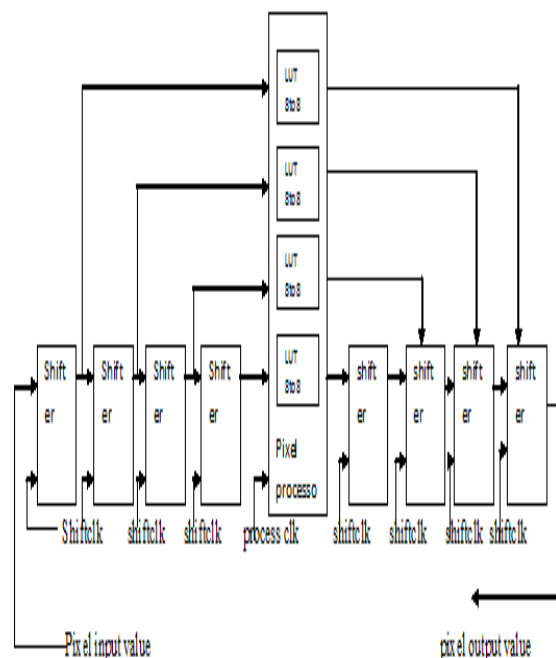 LUT
8to8
LUT
8to8
LUT
8to8
LUT
8to8
Shift
er
Shift
er
Shift
er
Shift
er
Pixel
processo
shift
er
shift
er
shift
er
shift
er
Shiftclk
shiftclk
shiftclk
process clk
shiftclk
shiftclk
shiftclk
shiftclk
Pixel input value
pixel output value